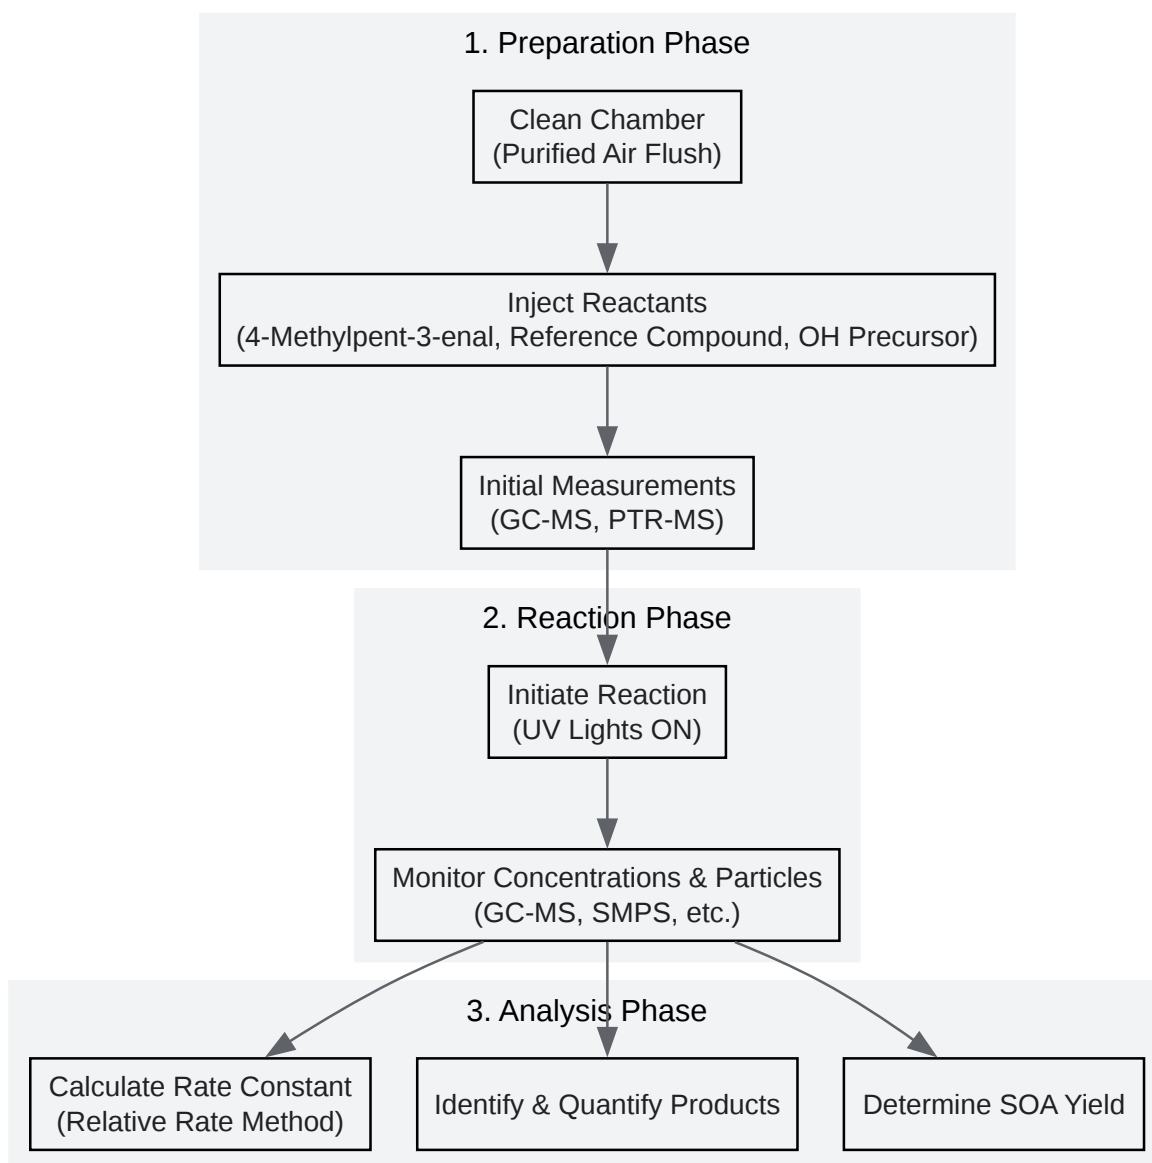 1. Preparation Phase
Clean Chamber
(Purified Air Flush)
Inject Reactants
(4-Methylpent-3-enal, Reference Compound, OH Precursor)
Initial Measurements
(GC-MS, PTR-MS)
2. Reaction Phase
Initiate Reaction
(UV Lights ON)
Monitor Concentrations & Particles
(GC-MS, SMPS, etc.)
3. Analysis Phase
Calculate Rate Constant
(Relative Rate Method)
Identify & Quantify Products
Determine SOA Yield